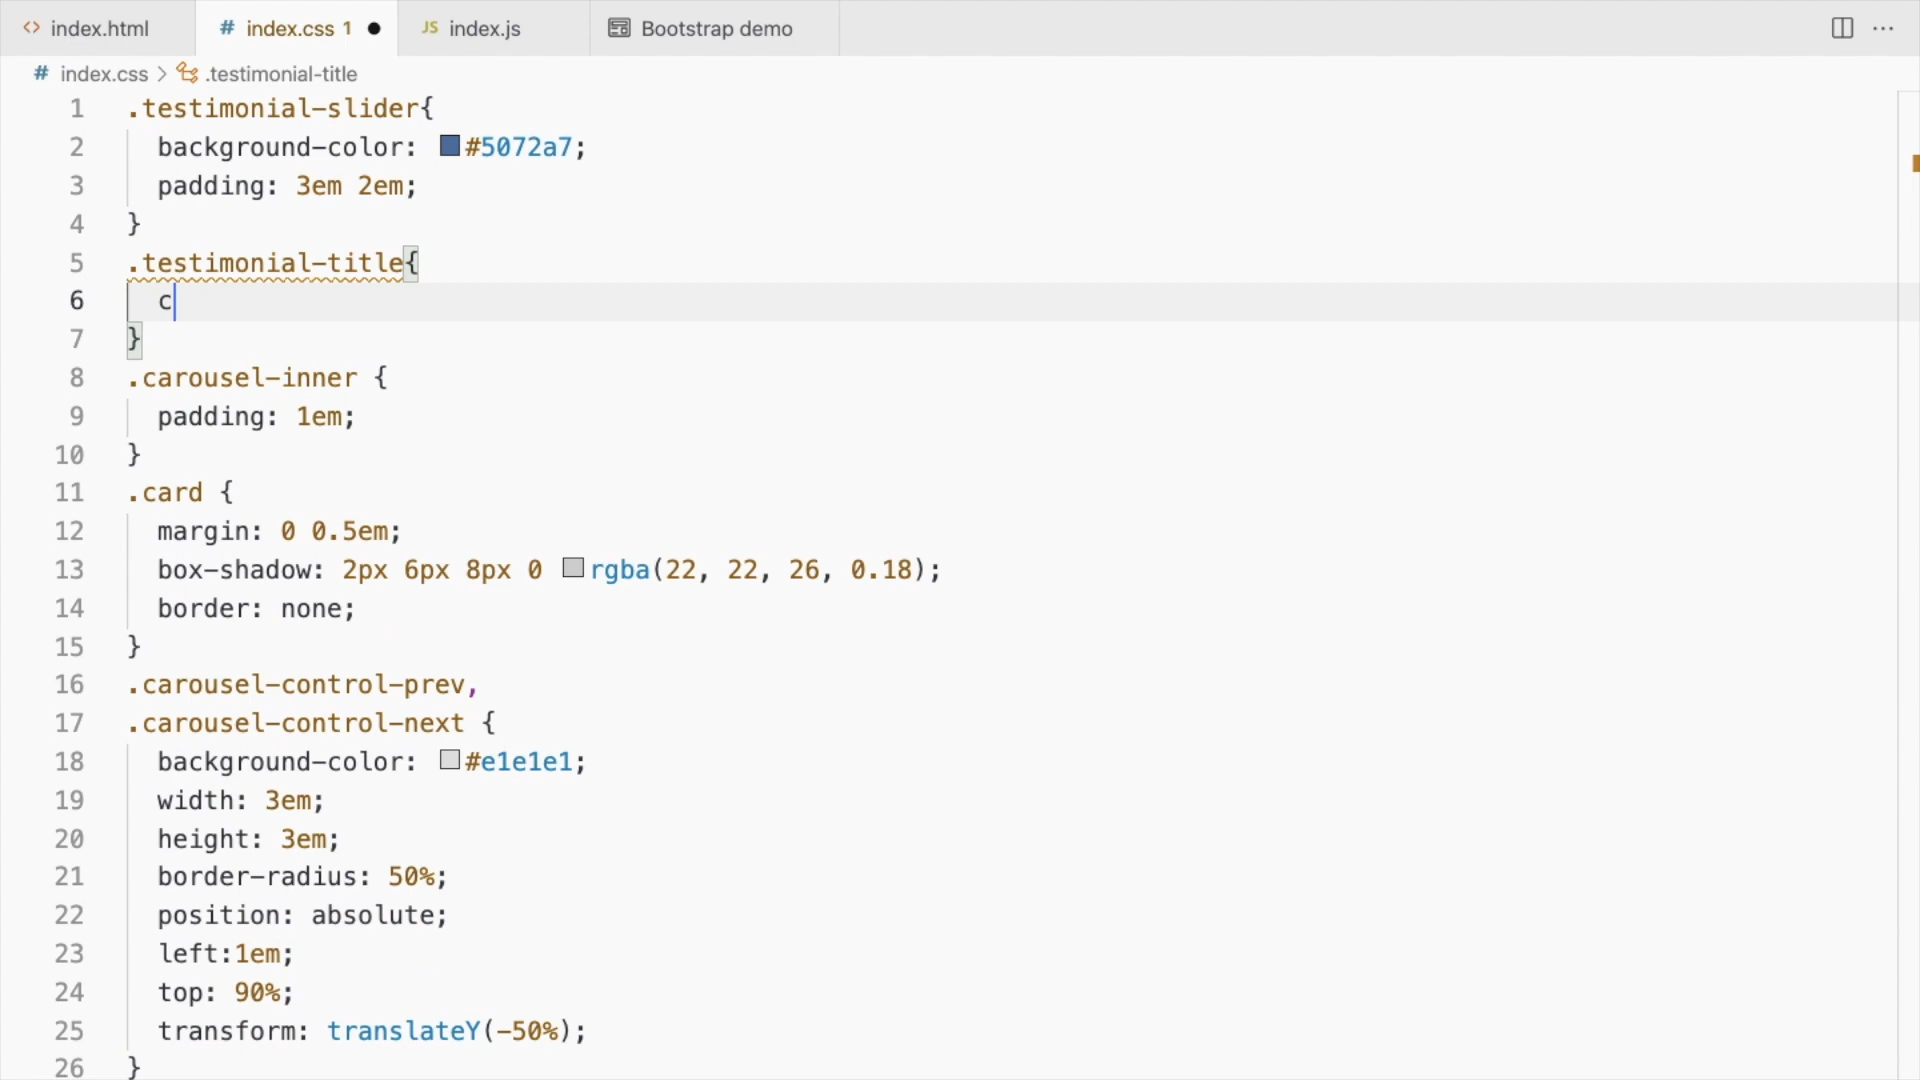 index.html
# index.css 1
JS index.js
Bootstrap demo
# index.css > .testimonial-title
1 .testimonial-slider{
2 background-color: #5072a7;
3 padding: 3em 2em;
4 }
5 .testimonial-title{
6 c
7 }
8 .carousel-inner {
9 padding: 1em;
10 }
11 .card {
12 margin: 0 0.5em;
13 box-shadow: 2px 6px 8px 0 rgba(22, 22, 26, 0.18);
14 border: none;
15 }
16 .carousel-control-prev,
17 .carousel-control-next {
18 background-color: #e1e1e1;
19 width: 3em;
20 height: 3em;
21 border-radius: 50%;
22 position: absolute;
23 left:1em;
24 top: 90%;
25 transform: translateY(-50%);
26 }